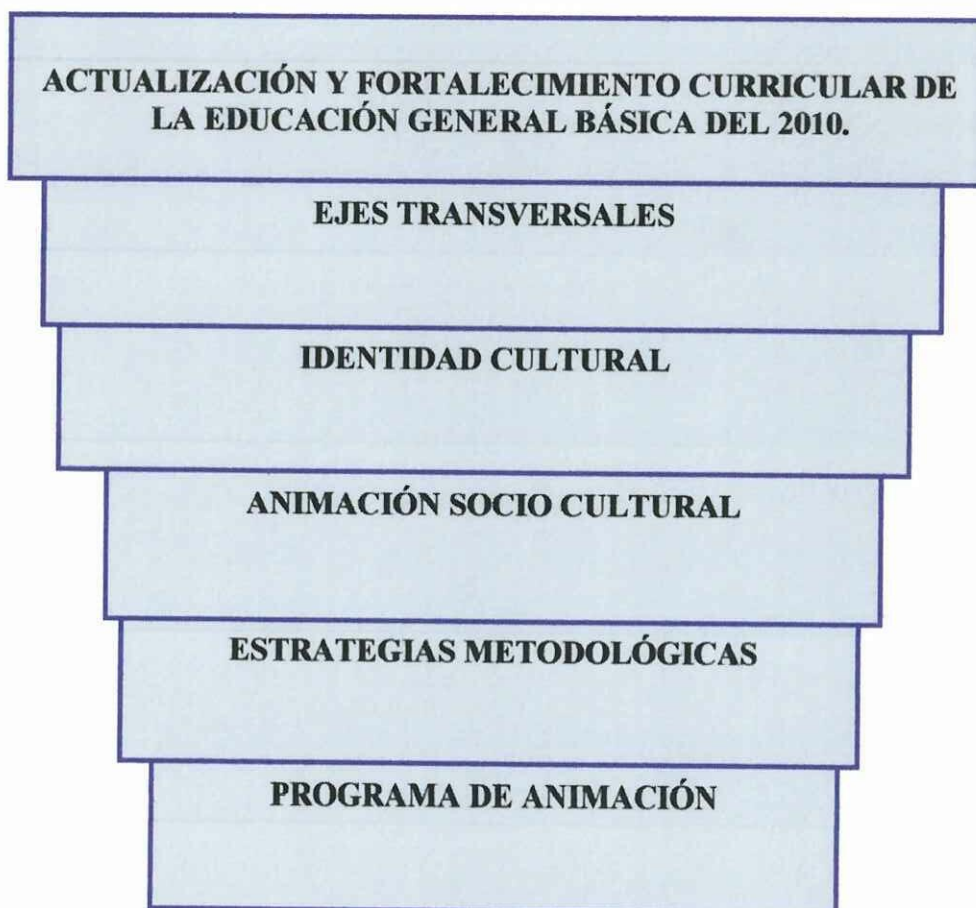 ACTUALIZACIÓN Y FORTALECIMIENTO CURRICULAR DE
LA EDUCACIÓN GENERAL BÁSICA DEL 2010.
EJES TRANSVERSALES
IDENTIDAD CULTURAL
ANIMACIÓN SOCIO CULTURAL
ESTRATEGIAS METODOLÓGICAS
PROGRAMA DE ANIMACIÓN